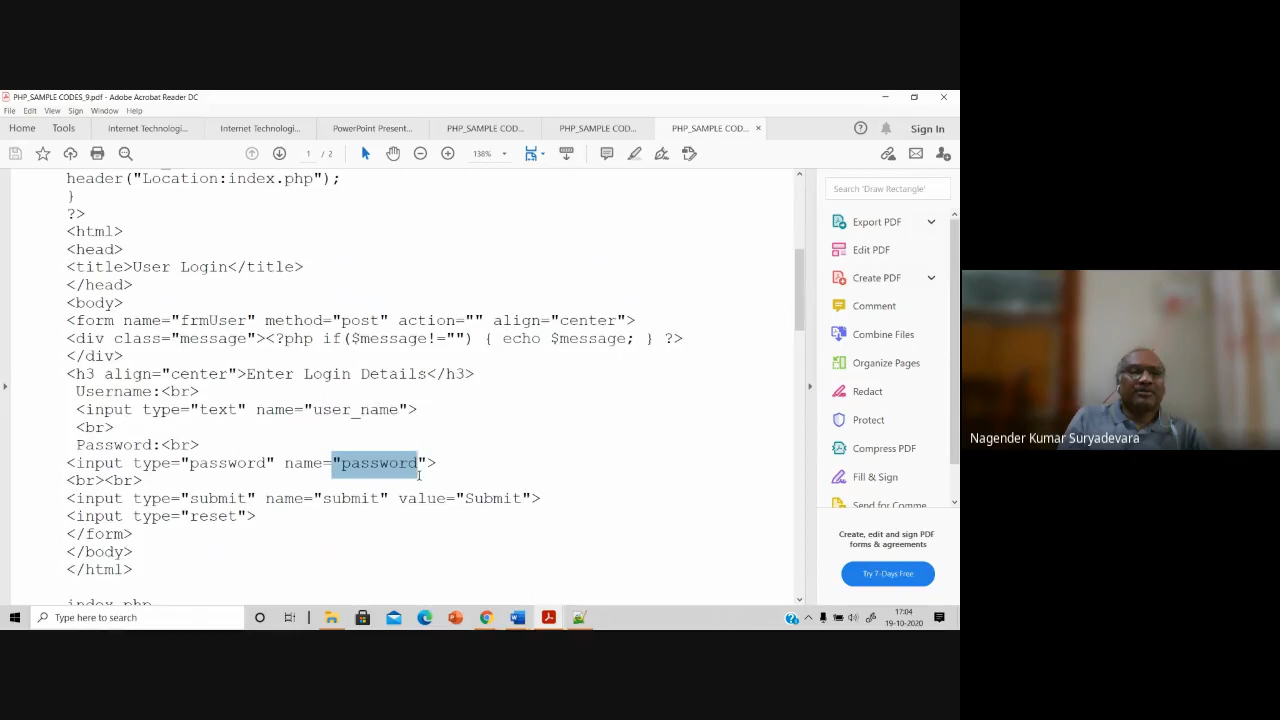 PHP_SAMPLE CODES_9.pdf - Adobe Acrobat Reader DC
File Edit View Sign Window Help
Home Tools Internet Technologi... Internet Technologi... PowerPoint Present... PHP_SAMPLE COD... PHP_SAMPLE COD... PHP_SAMPLE COD... × Sign In
1 / 2 138%
header("Location:index.php");
}
?>
<html>
<head>
<title>User Login</title>
</head>
<body>
<form name="frmUser" method="post" action="" align="center">
<div class="message"><?php if($message!="") { echo $message; } ?>
</div>
<h3 align="center">Enter Login Details</h3>
Username:<br>
<input type="text" name="user_name">
<br>
Password:<br>
<input type="password" name="password">
<br><br>
<input type="submit" name="submit" value="Submit">
<input type="reset">
</form>
</body>
</html>
index.php
Search 'Draw Rectangle'
Export PDF
Edit PDF
Create PDF
Comment
Combine Files
Organize Pages
Redact
Protect
Compress PDF
Fill & Sign
Send for Comme
Create, edit and sign PDF
forms & agreements
Try 7-Days Free
Nagender Kumar Suryadevara
Type here to search
17:04
19-10-2020